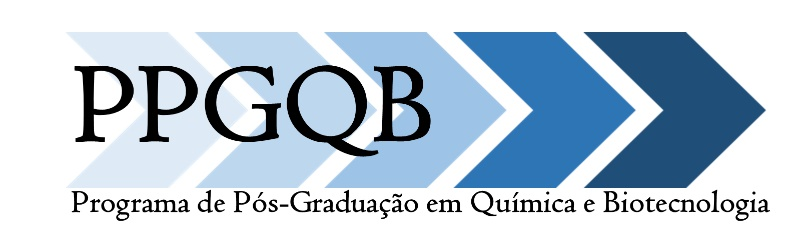 PPGQB
Programa de Pós-Graduação em Química e Biotecnologia